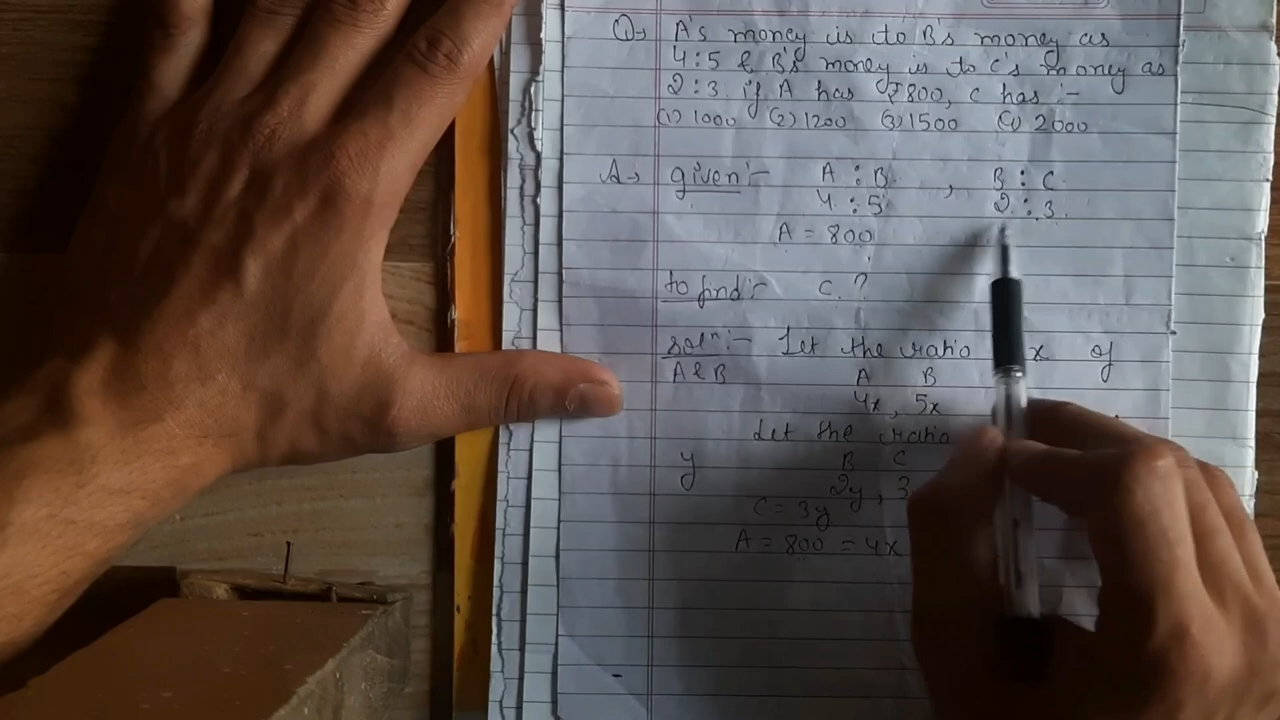 Q→ A's money is to B's money as
4:5 & B's money is to C's money as
2:3. if A has ₹800, C has :-
(1) 1000 (2) 1200 (3) 1500 (4) 2000
A→ given:- A : B , B : C
4 : 5 2 : 3
A = 800
to find:- C ?
solⁿ:- Let the ratio x of
A & B A B
4x, 5x
Let the ratio
y B C
2y, 3
C = 3y
A = 800 = 4x